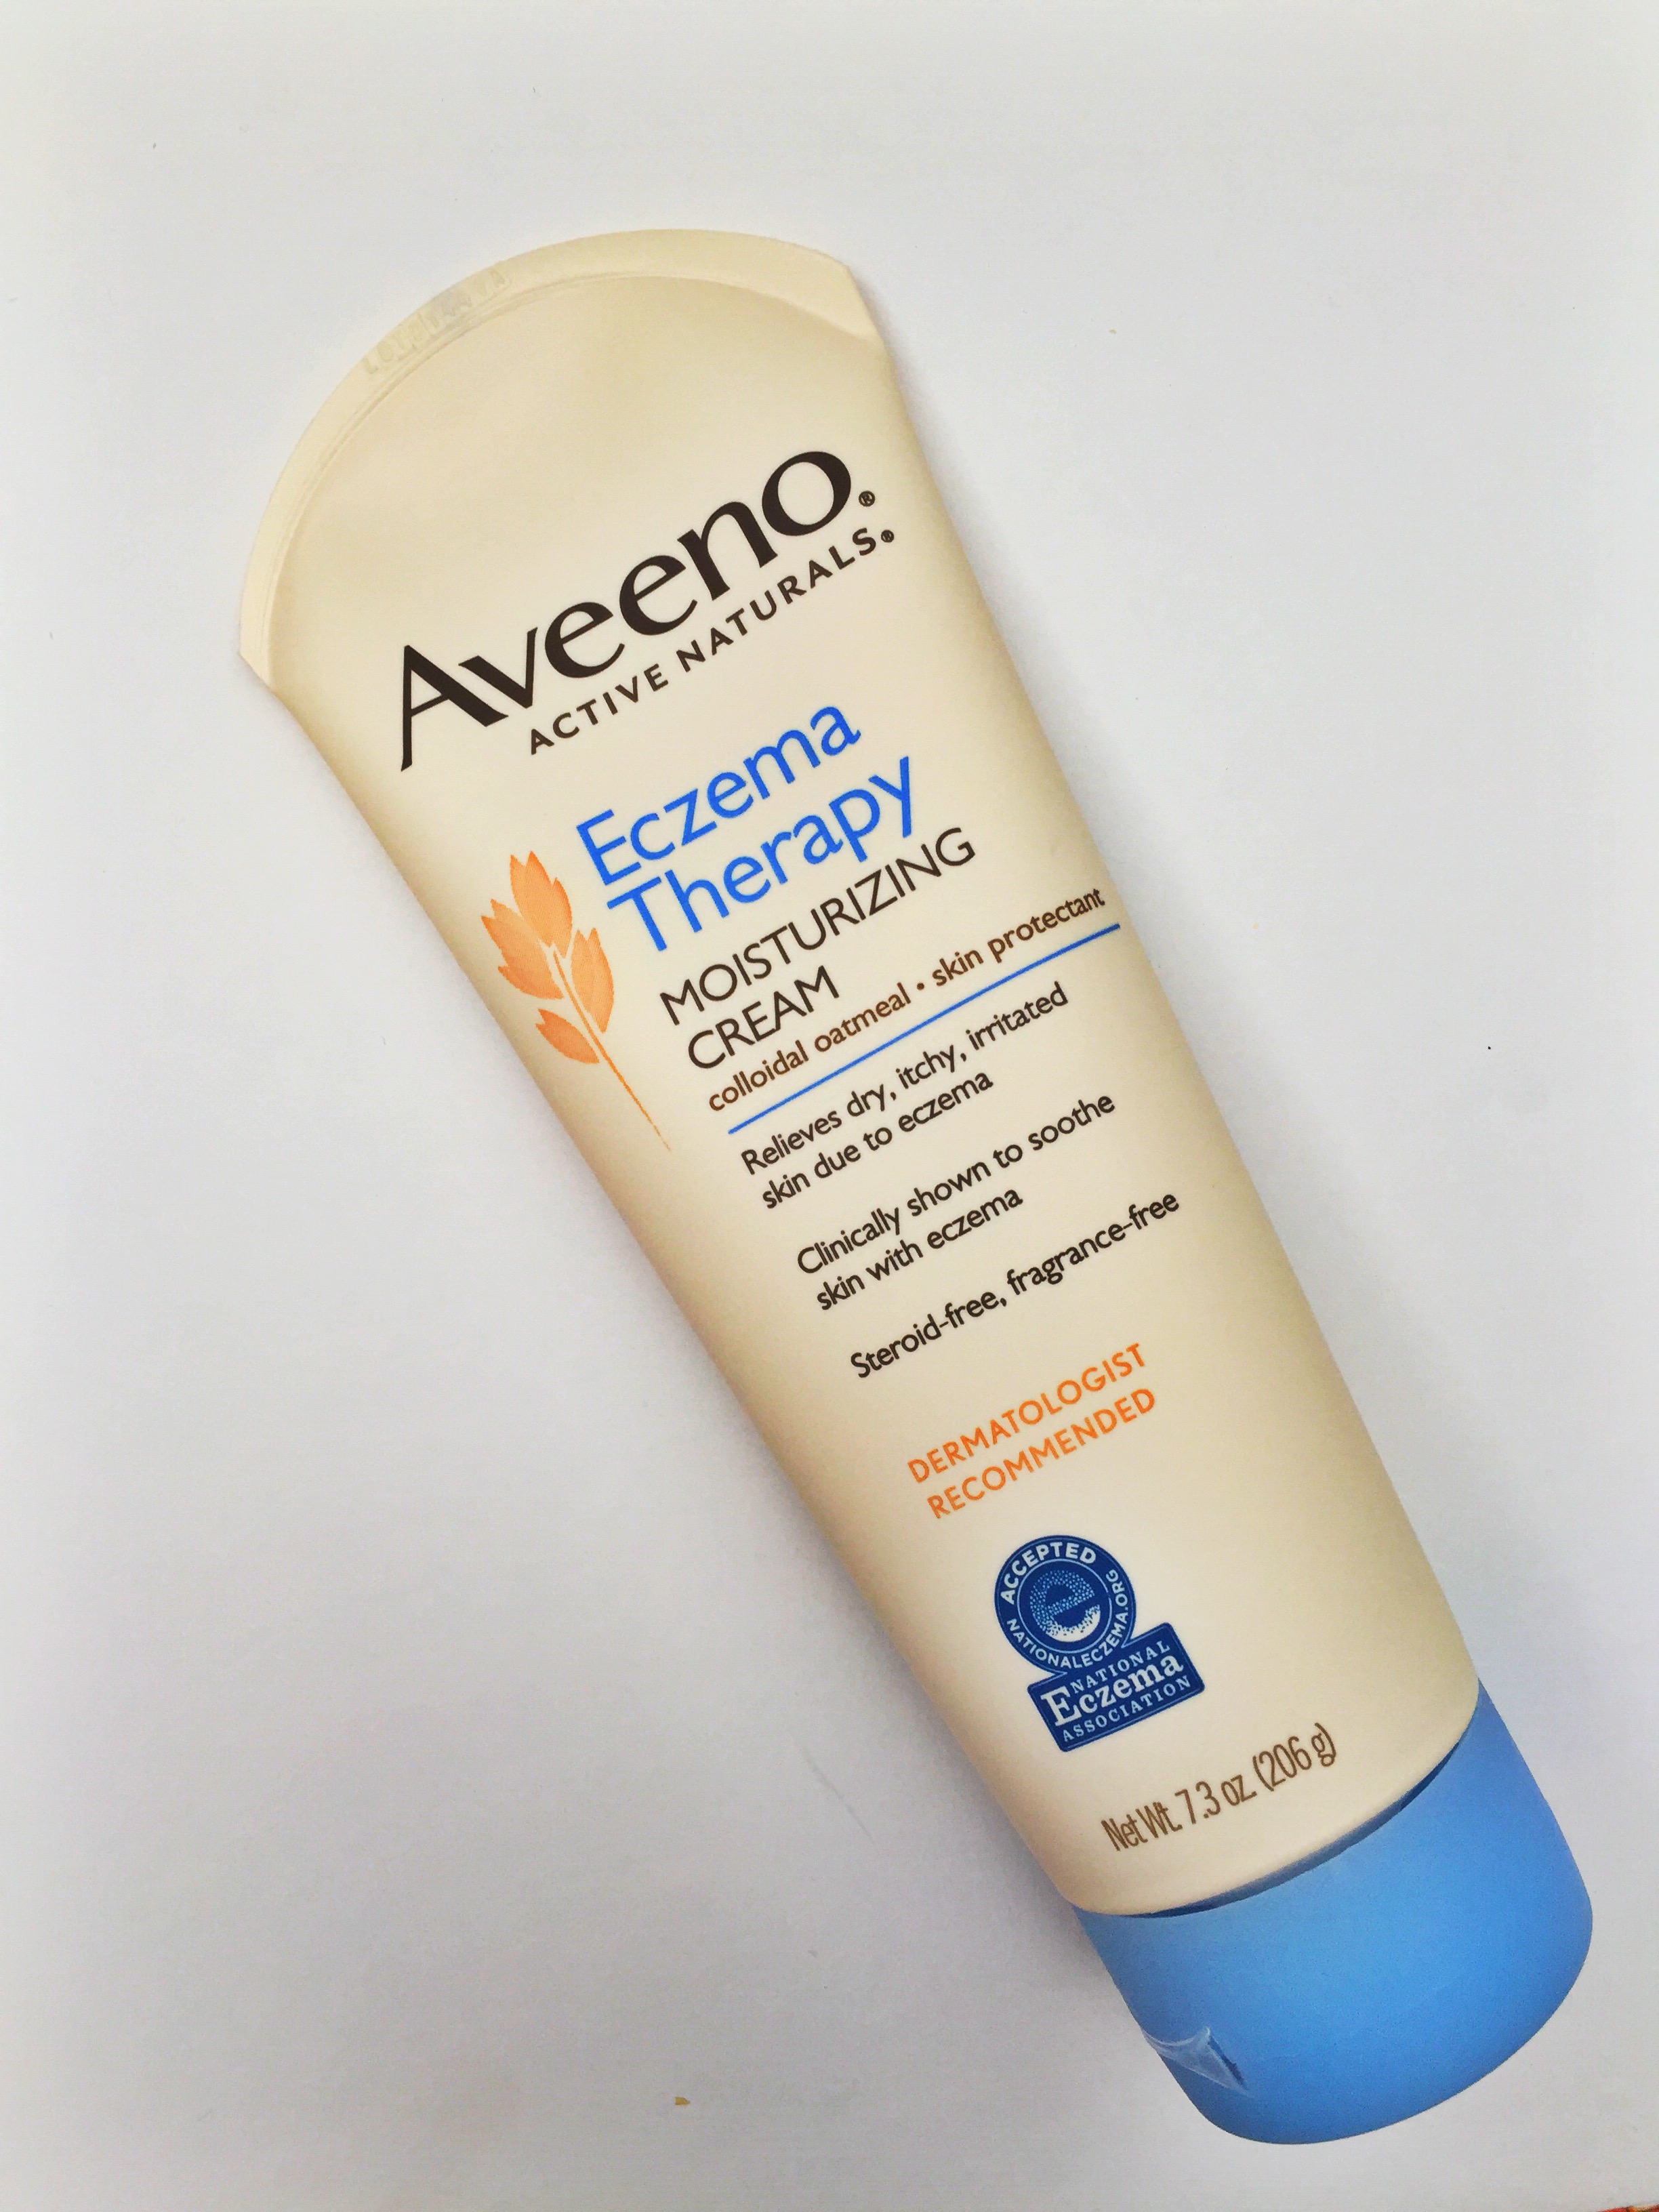 Aveeno®
ACTIVE NATURALS®
Eczema
Therapy
MOISTURIZING
CREAM
colloidal oatmeal • skin protectant
Relieves dry, itchy, irritated
skin due to eczema
Clinically shown to soothe
skin with eczema
Steroid-free, fragrance-free
DERMATOLOGIST
RECOMMENDED
ACCEPTED
e
NATIONALECZEMA.ORG
NATIONAL
Eczema
ASSOCIATION
Net Wt. 7.3 oz. (206 g)